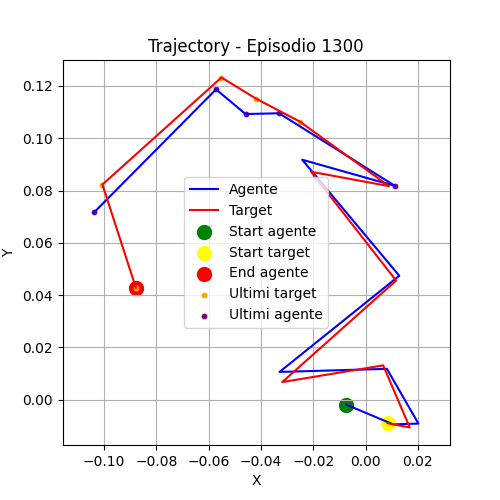 Trajectory - Episodio 1300
0.12
0.10
0.08
0.06
0.04
0.02
0.00
Y
Agente
Target
Start agente
Start target
End agente
Ultimi target
Ultimi agente
−0.10 −0.08 −0.06 −0.04 −0.02 0.00 0.02
X